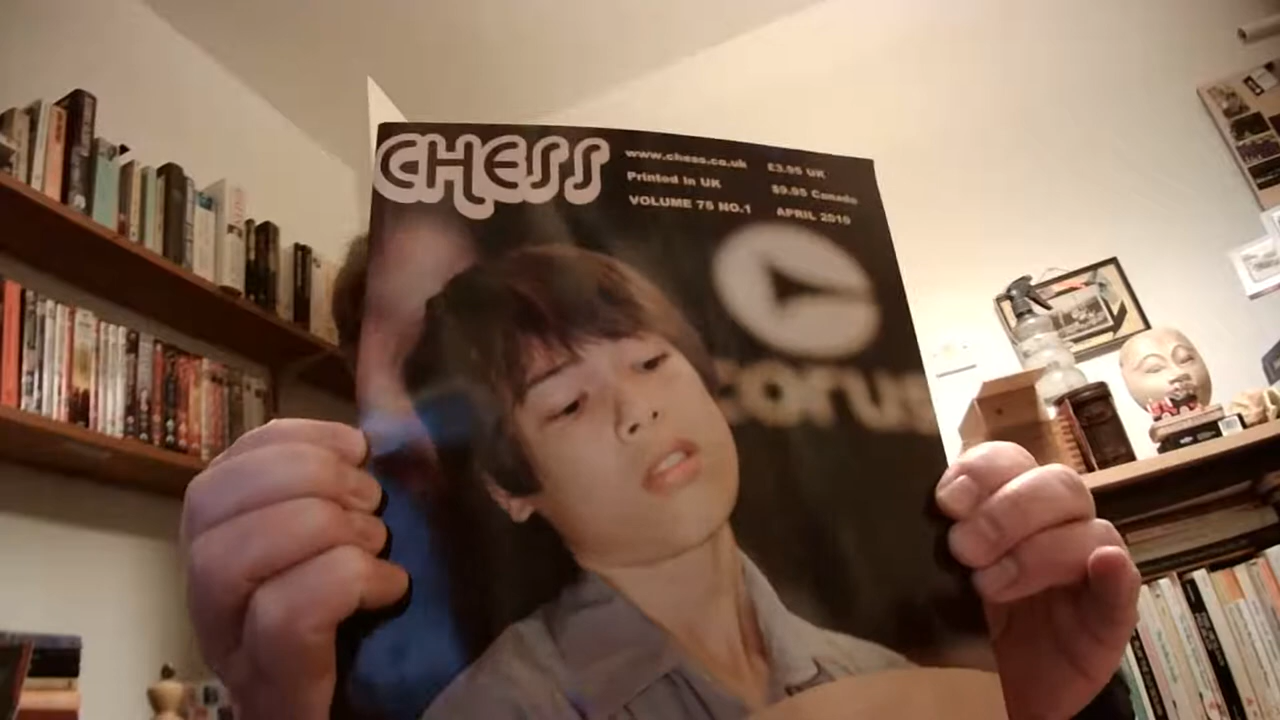 CHESS
www.chess.co.uk
Printed in UK
VOLUME 75 NO.1
£3.95 UK
$9.95 Canada
APRIL 2010
corus